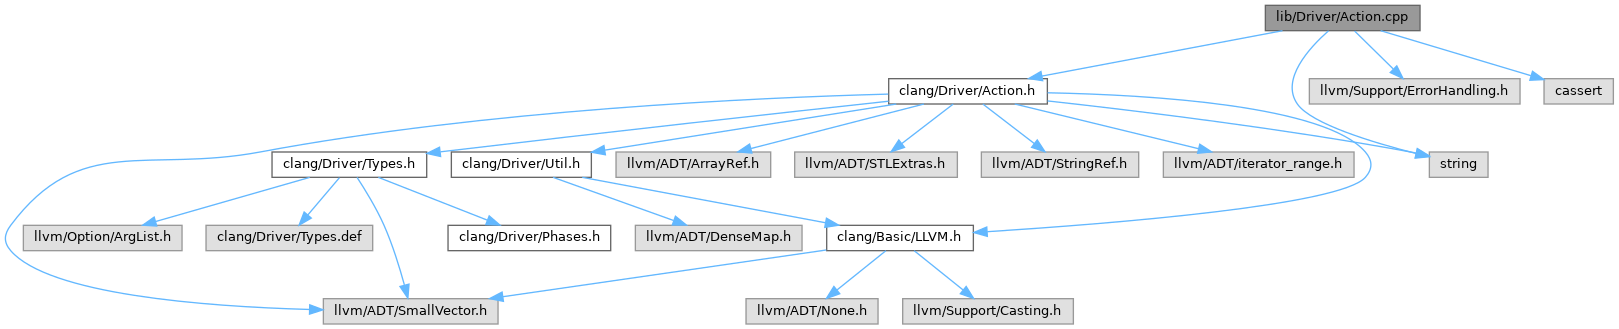 lib/Driver/Action.cpp
clang/Driver/Action.h
llvm/Support/ErrorHandling.h
cassert
clang/Driver/Types.h
clang/Driver/Util.h
llvm/ADT/ArrayRef.h
llvm/ADT/STLExtras.h
llvm/ADT/StringRef.h
llvm/ADT/iterator_range.h
string
llvm/Option/ArgList.h
clang/Driver/Types.def
clang/Driver/Phases.h
llvm/ADT/DenseMap.h
clang/Basic/LLVM.h
llvm/ADT/SmallVector.h
llvm/ADT/None.h
llvm/Support/Casting.h